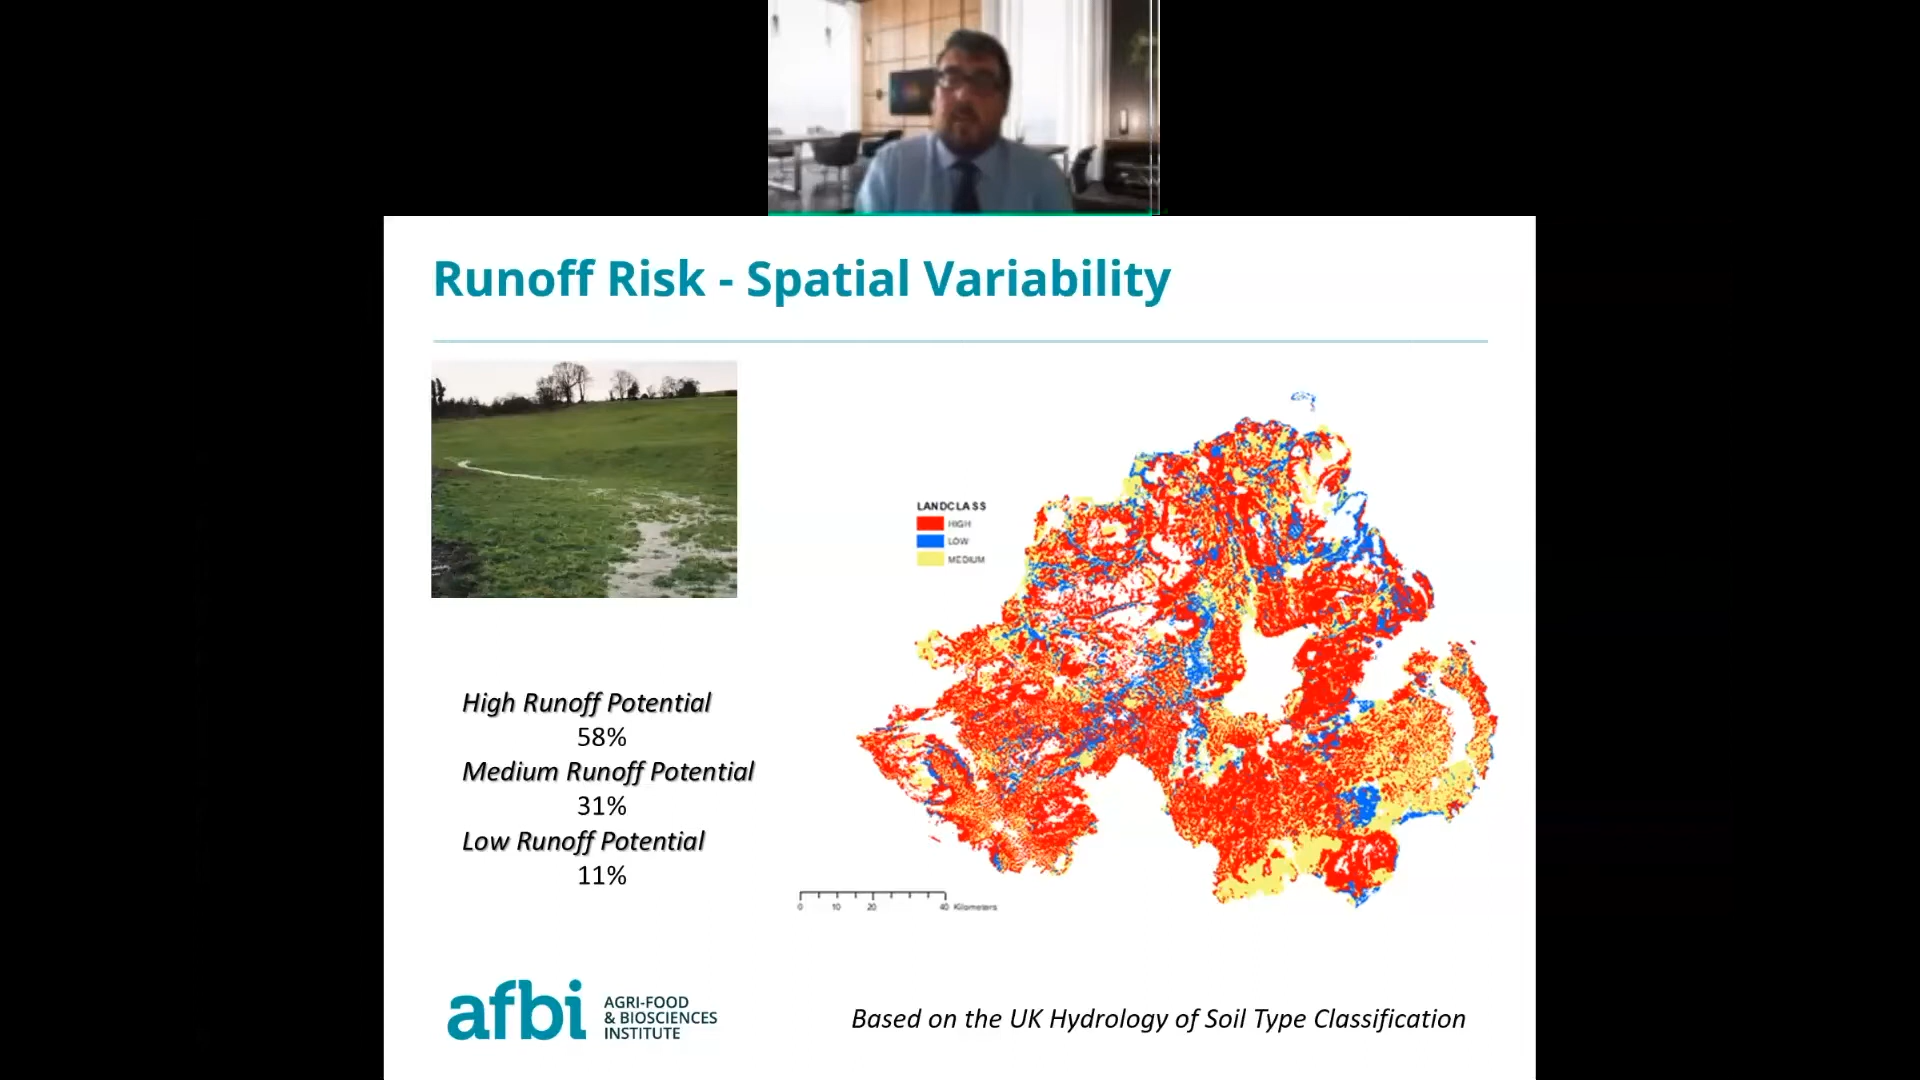 Runoff Risk - Spatial Variability
LANDCLASS
HIGH
LOW
MEDIUM
High Runoff Potential
58%
Medium Runoff Potential
31%
Low Runoff Potential
11%
0 10 20 40 Kilometers
afbi
AGRI-FOOD
& BIOSCIENCES
INSTITUTE
Based on the UK Hydrology of Soil Type Classification